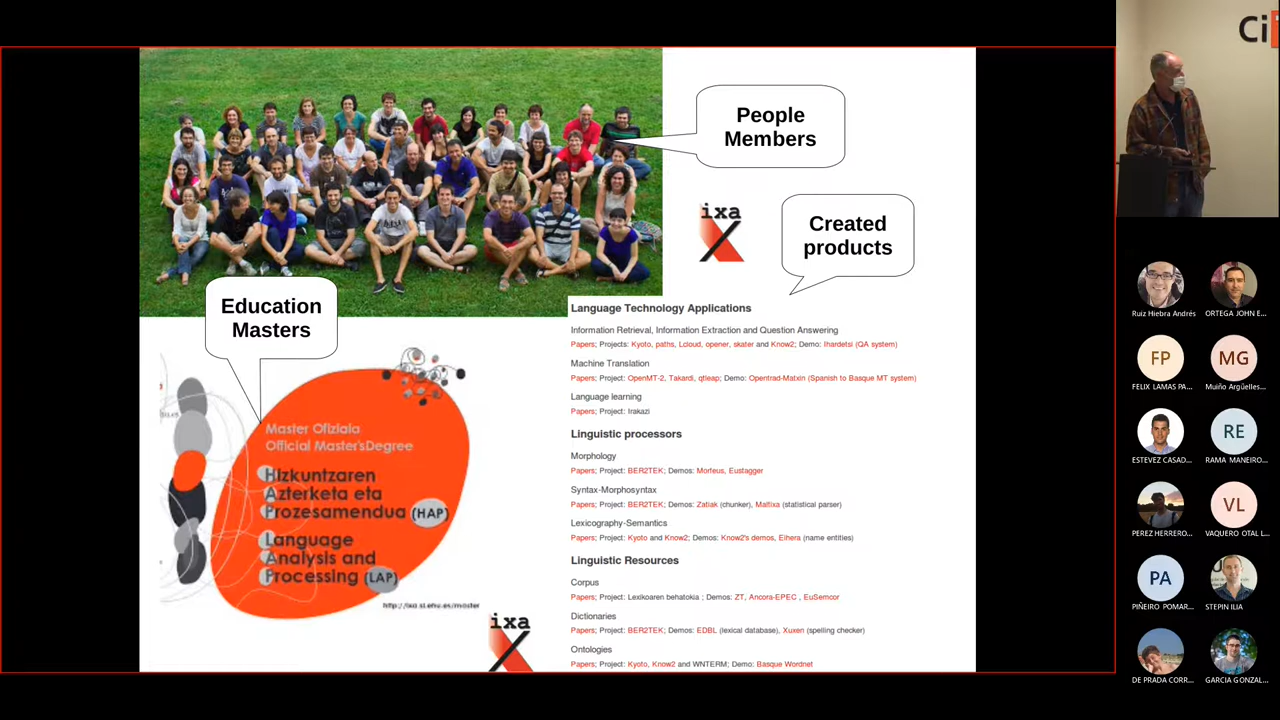 People
Members
ixa
Created
products
Education
Masters
Language Technology Applications
Information Retrieval, Information Extraction and Question Answering
Papers; Projects: Kyoto, paths, Lcloud, opener, skater and Know2; Demo: Ihardetsi (QA system)
Machine Translation
Papers; Project: OpenMT-2, Takardi, qtleap; Demo: Opentrad-Matxin (Spanish to Basque MT system)
Language learning
Papers; Project: Irakazi
Linguistic processors
Morphology
Papers; Project: BER2TEK; Demos: Morfeus, Eustagger
Syntax-Morphosyntax
Papers; Project: BER2TEK; Demos: Zatiak (chunker), Maltixa (statistical parser)
Lexicography-Semantics
Papers; Project: Kyoto and Know2; Demos: Know2's demos, Eihera (name entities)
Linguistic Resources
Corpus
Papers; Project: Lexikoaren behatokia ; Demos: ZT, Ancora-EPEC , EuSemcor
Dictionaries
Papers; Project: BER2TEK; Demos: EDBL (lexical database), Xuxen (spelling checker)
Ontologies
Papers; Project: Kyoto, Know2 and WNTERM; Demo: Basque Wordnet
Master Ofiziala
Official Master'sDegree
Hizkuntzaren
Azterketa eta
Prozesamendua (HAP)
Language
Analysis and
Processing (LAP)
http://ixa.si.ehu.es/master
ixa
Ci
Ruiz Hiebra Andrés
ORTEGA JOHN E...
FP
FELIX LAMAS PA...
MG
Muiño Argüelles...
ESTEVEZ CASAD...
RE
RAMA MANEIRO...
PEREZ HERRERO...
VL
VAQUERO OTAL L...
PA
PIÑEIRO POMAR...
STEPIN ILIA
DE PRADA CORR...
GARCIA GONZAL...